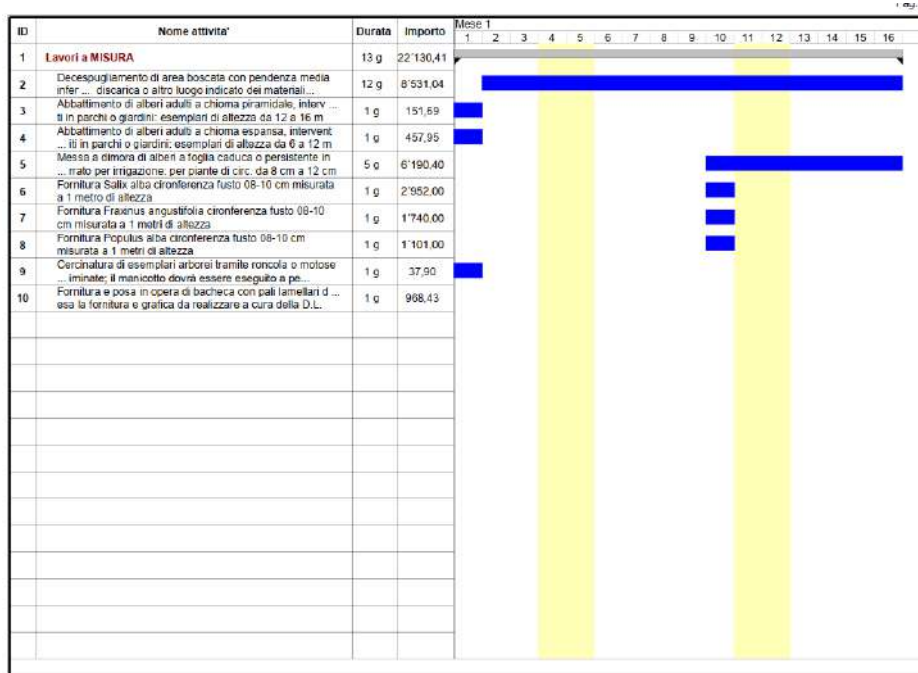 ID Nome attivita' Durata Importo Mese 1
1 2 3 4 5 6 7 8 9 10 11 12 13 14 15 16
1 Lavori a MISURA 13 g 22'130,41
2 Decespugliamento di area boscata con pendenza media
infer ... discarica o altro luogo indicato dei materiali... 12 g 8'531,04
3 Abbattimento di alberi adulti a chioma piramidale, interv ...
ti in parchi o giardini: esemplari di altezza da 12 a 16 m 1 g 151,69
4 Abbattimento di alberi adulti a chioma espansa, intervent
... iti in parchi o giardini: esemplari di altezza da 6 a 12 m 1 g 457,95
5 Messa a dimora di alberi a foglia caduca o persistente in
... rrato per irrigazione: per piante di circ. da 8 cm a 12 cm 5 g 6'190,40
6 Fornitura Salix alba cironferenza fusto 08-10 cm misurata
a 1 metro di altezza 1 g 2'952,00
7 Fornitura Fraxinus angustifolia cironferenza fusto 08-10
cm misurata a 1 metri di altezza 1 g 1'740,00
8 Fornitura Populus alba cironferenza fusto 08-10 cm
misurata a 1 metri di altezza 1 g 1'101,00
9 Cercinatura di esemplari arborei tramite roncola o motose
... iminate; il manicotto dovrà essere eseguito a pe... 1 g 37,90
10 Fornitura e posa in opera di bacheca con pali lamellari d ...
esa la fornitura e grafica da realizzare a cura della D.L. 1 g 968,43